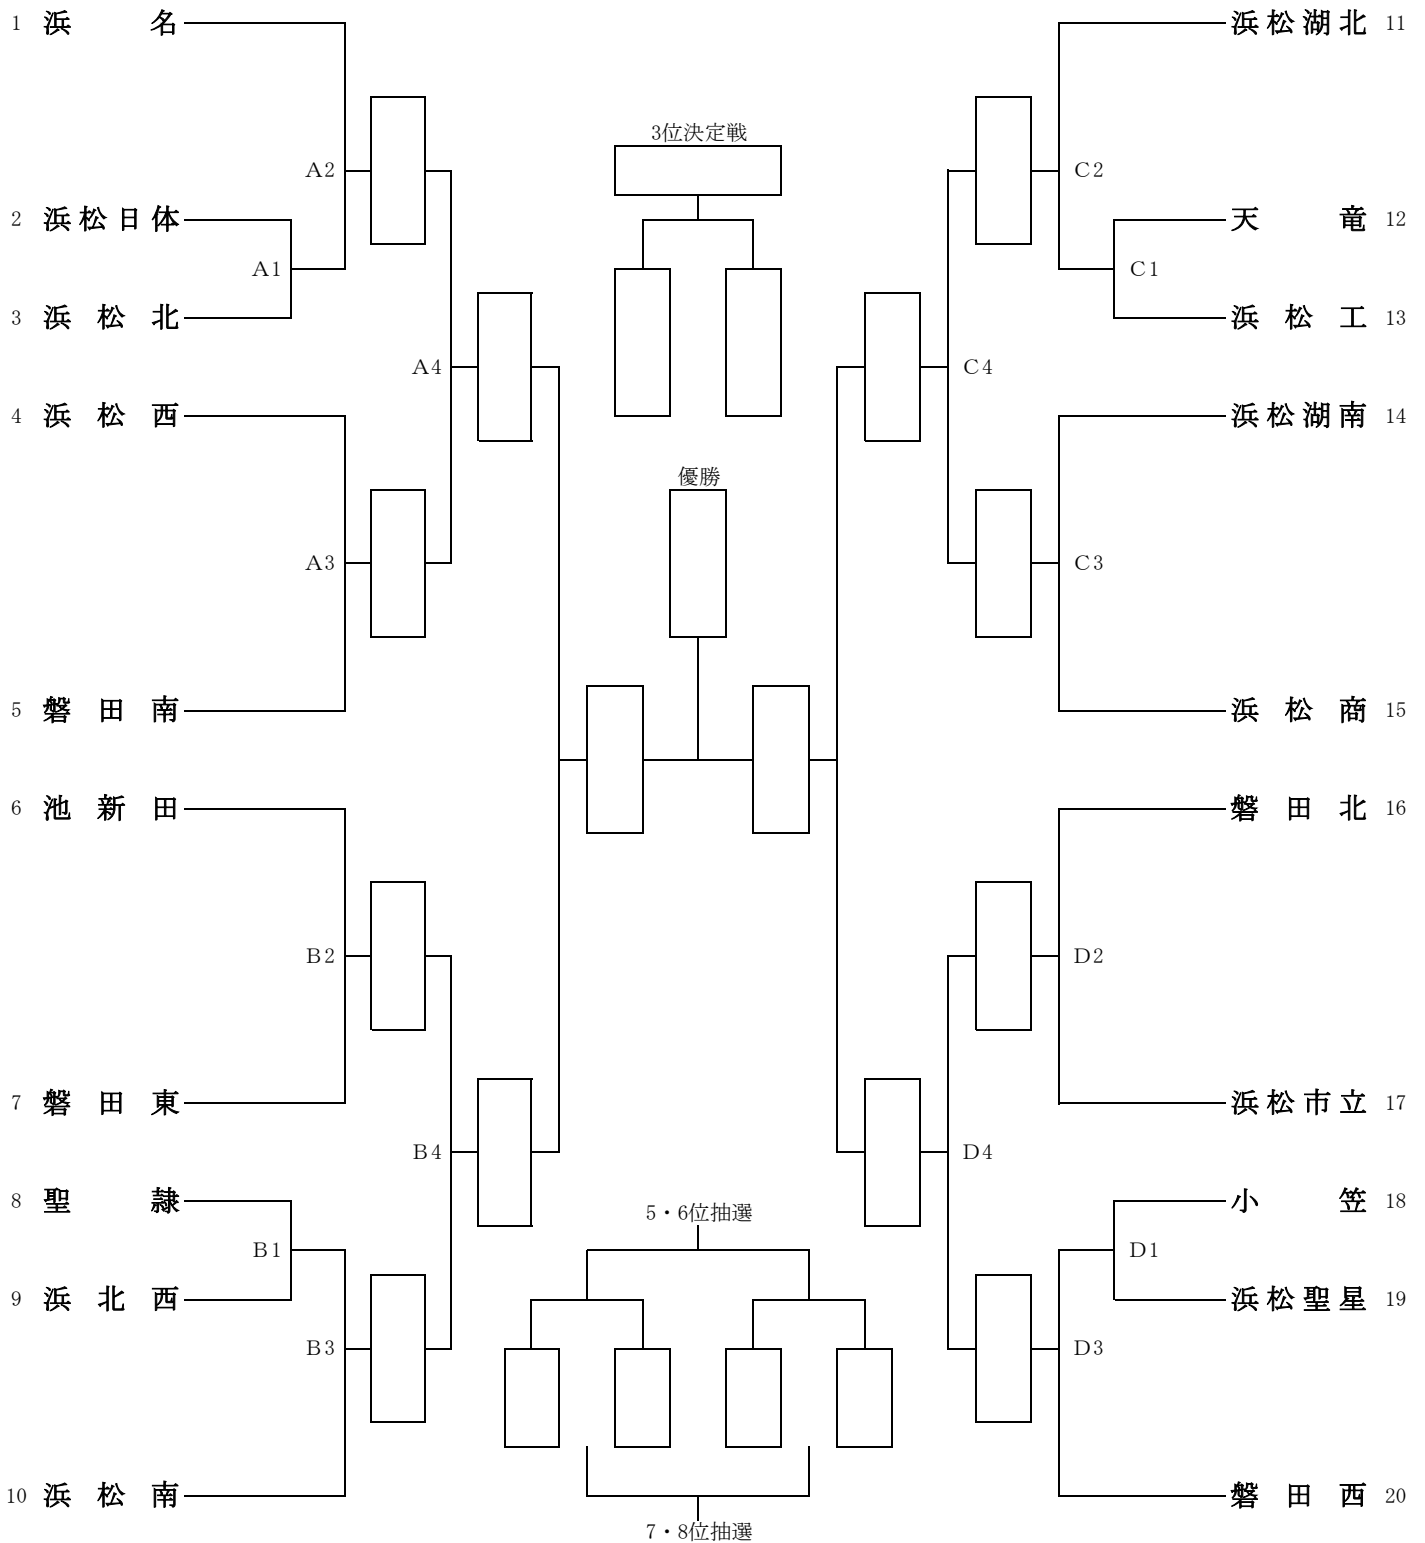 1 浜名
浜松湖北 11
3位決定戦
A2
C2
2 浜松日体
天竜 12
A1
C1
3 浜松北
浜松工 13
A4
C4
4 浜松西
浜松湖南 14
優勝
A3
C3
5 磐田南
浜松商 15
6 池新田
磐田北 16
B2
D2
7 磐田東
浜松市立 17
B4
D4
8 聖隷
小笠 18
5・6位抽選
B1
D1
9 浜北西
浜松聖星 19
B3
D3
10 浜松南
磐田西 20
7・8位抽選